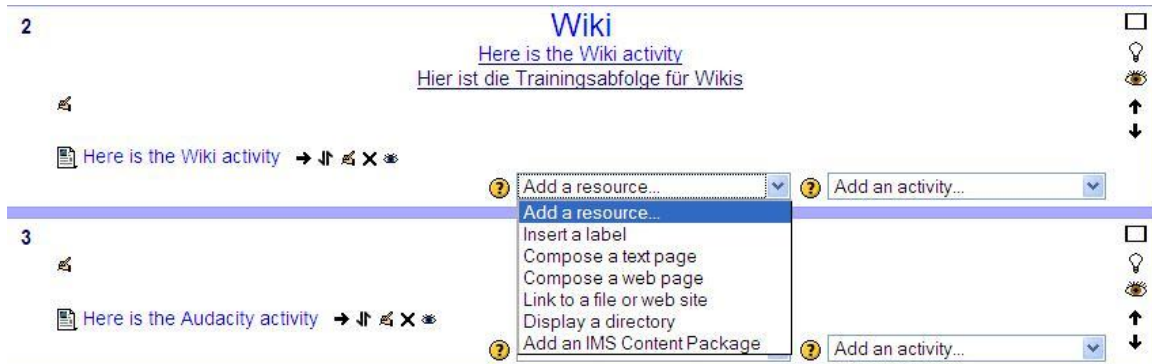 2
Wiki
Here is the Wiki activity
Hier ist die Trainingsabfolge für Wikis
Here is the Wiki activity
Add a resource...
Add an activity...
Add a resource...
Insert a label
Compose a text page
Compose a web page
Link to a file or web site
Display a directory
Add an IMS Content Package
3
Here is the Audacity activity
Add an activity...